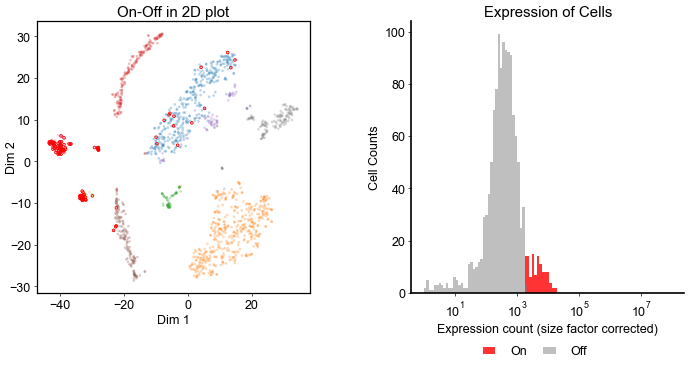 On-Off in 2D plot
Dim 2
30
20
10
0
−10
−20
−30
−40
−20
0
20
Dim 1
Expression of Cells
Cell Counts
100
80
60
40
20
0
10^1
10^3
10^5
10^7
Expression count (size factor corrected)
On
Off